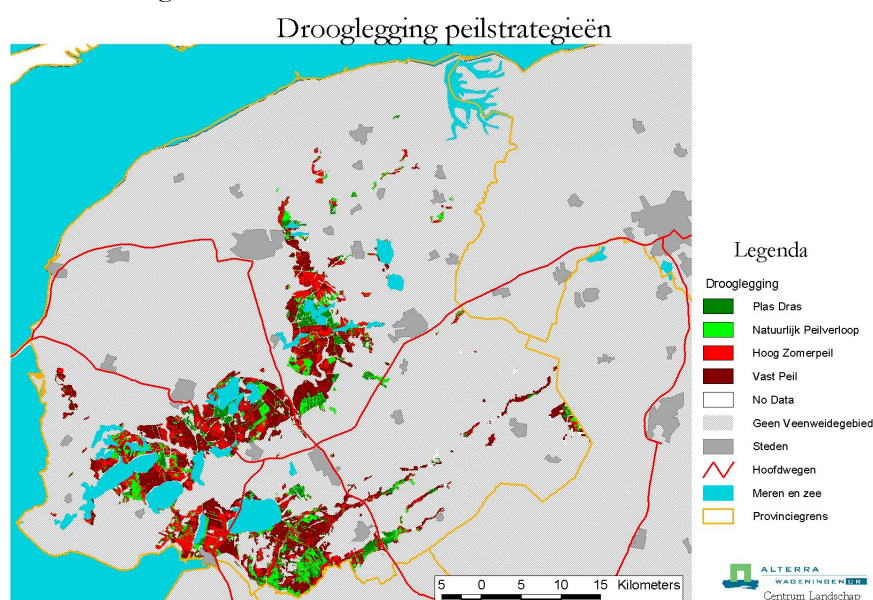 Drooglegging peilstrategieën
Legenda
Drooglegging
Plas Dras
Natuurlijk Peilverloop
Hoog Zomerpeil
Vast Peil
No Data
Geen Veenweidegebied
Steden
Hoofdwegen
Meren en zee
Provinciegrens
5 0 5 10 15 Kilometers
ALTERRA
WAGENINGEN UR
Centrum Landschap